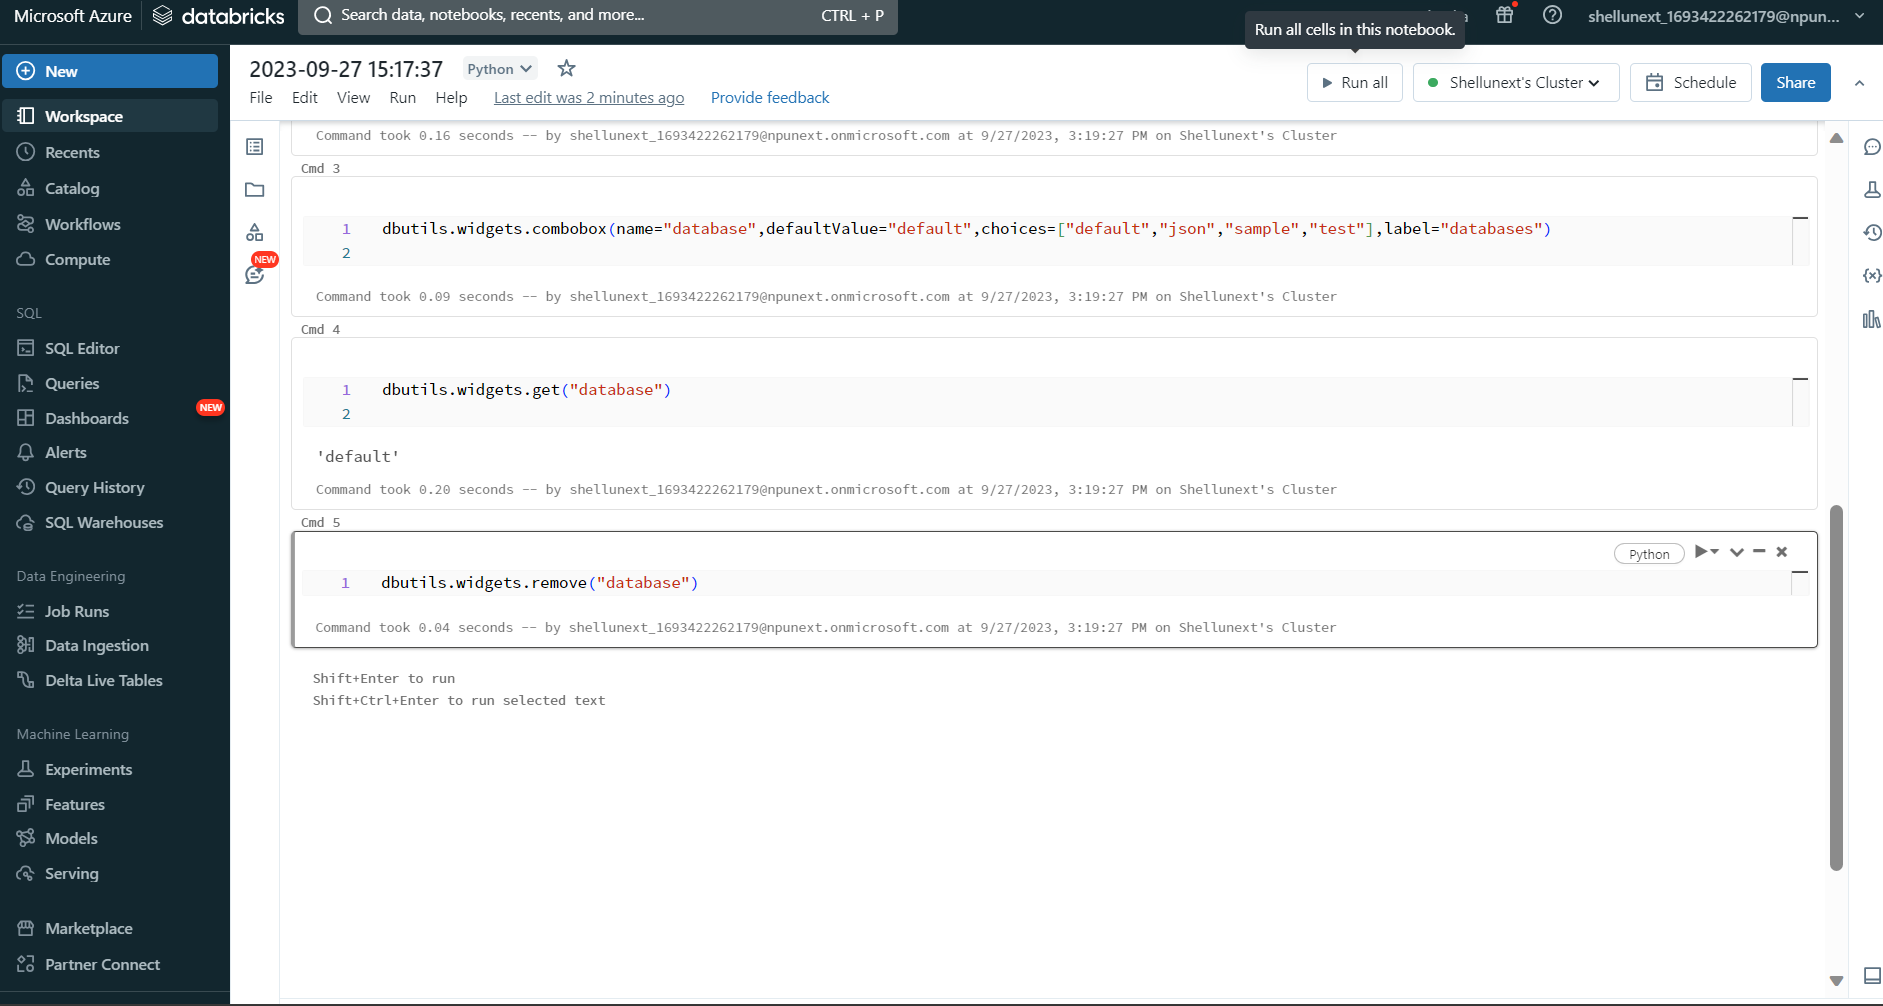 Microsoft Azure
databricks
Search data, notebooks, recents, and more...
CTRL + P
shellunext_1693422262179@npun...
Run all cells in this notebook.
New
Workspace
Recents
Catalog
Workflows
Compute
SQL
SQL Editor
Queries
Dashboards
NEW
Alerts
Query History
SQL Warehouses
Data Engineering
Job Runs
Data Ingestion
Delta Live Tables
Machine Learning
Experiments
Features
Models
Serving
Marketplace
Partner Connect
2023-09-27 15:17:37
Python
File Edit View Run Help Last edit was 2 minutes ago Provide feedback
Run all
Shellunext's Cluster
Schedule
Share
NEW
Command took 0.16 seconds -- by shellunext_1693422262179@npunext.onmicrosoft.com at 9/27/2023, 3:19:27 PM on Shellunext's Cluster
Cmd 3
1 dbutils.widgets.combobox(name="database",defaultValue="default",choices=["default","json","sample","test"],label="databases")
2
Command took 0.09 seconds -- by shellunext_1693422262179@npunext.onmicrosoft.com at 9/27/2023, 3:19:27 PM on Shellunext's Cluster
Cmd 4
1 dbutils.widgets.get("database")
2
'default'
Command took 0.20 seconds -- by shellunext_1693422262179@npunext.onmicrosoft.com at 9/27/2023, 3:19:27 PM on Shellunext's Cluster
Cmd 5
Python
1 dbutils.widgets.remove("database")
Command took 0.04 seconds -- by shellunext_1693422262179@npunext.onmicrosoft.com at 9/27/2023, 3:19:27 PM on Shellunext's Cluster
Shift+Enter to run
Shift+Ctrl+Enter to run selected text